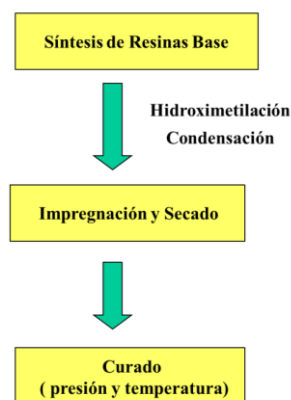 Síntesis de Resinas Base
Hidroximetilación
Condensación
Impregnación y Secado
Curado
( presión y temperatura)